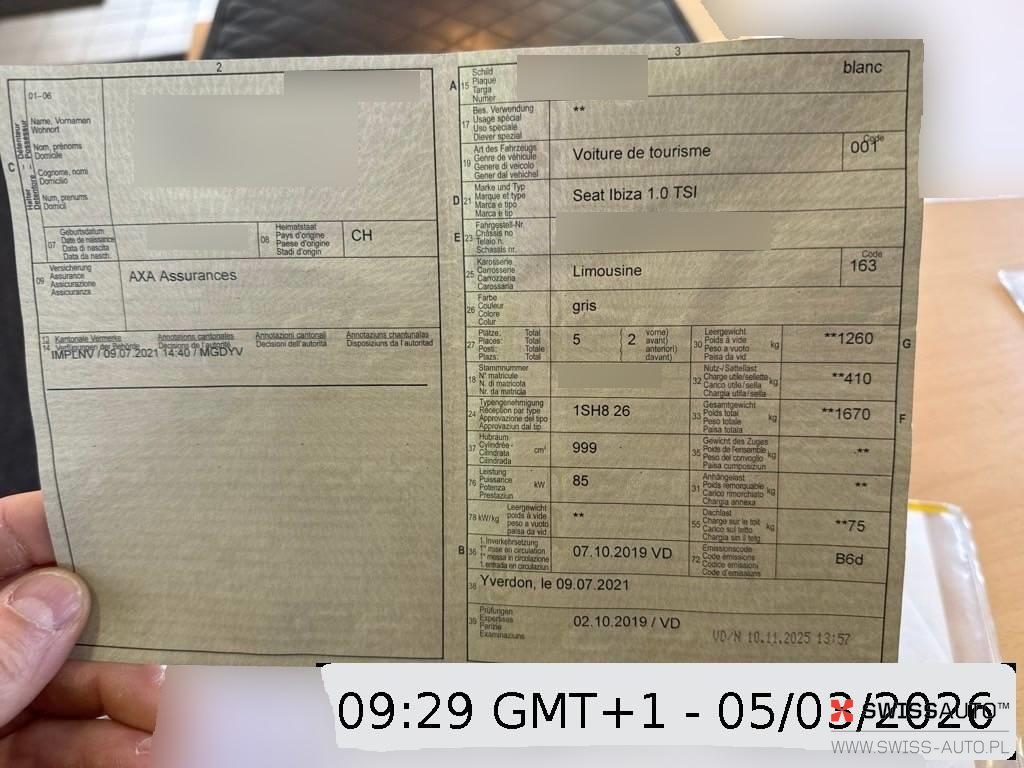 2
01-06
Name, Vornamen
Wohnort
Nom, prénoms
Domicile
Cognome, nomi
Domicilio
Num, prenums
Domicil
C
07
Geburtsdatum
Date de naissance
Data di nascita
Data da nasch.
08
Heimatstaat
Pays d'origine
Paese d'origine
Stadi d'origin
CH
09
Versicherung
Assurance
Assicurazione
Assicuranza
AXA Assurances
13
14
Kantonale Vermerke
Verfügungen der Behörde
Annotations cantonales
Décisions de l'autorité
Annotazioni cantonali
Decisioni dell'autorità
Annotaziuns chantunalas
Disposiziuns da l'autoritad
IMPLNV / 09.07.2021 14:40 / MGDYV
3
A 15
Schild
Plaque
Targa
Numer
blanc
17
Bes. Verwendung
Usage spécial
Uso speciale
Diever spezial
**
19
Art des Fahrzeugs
Genre de véhicule
Genere di veicolo
Gener dal vehichel
Voiture de tourisme
Code
001
D 21
Marke und Typ
Marque et type
Marca e tipo
Marca e tip
Seat Ibiza 1.0 TSI
E 23
Fahrgestell-Nr.
Châssis no
Telaio n.
Schassis nr.
25
Karosserie
Carrosserie
Carrozzeria
Carossaria
Limousine
Code
163
26
Farbe
Couleur
Colore
Colur
gris
27
Plätze: Total
Places: Total
Posti: Totale
Plazs: Total
5 ( 2
vorne)
avant)
anteriori)
davant)
30
Leergewicht
Poids à vide
Peso a vuoto
Paisa da vid
kg
**1260
G
18
Stammnummer
N° matricule
N. di matricola
Nr. da matricla
32
Nutz-/Sattellast
Charge utile/sellette
Carico utile/sella
Chargia utila/sella
kg
**410
24
Typengenehmigung
Réception par type
Approvazione del tipo
Approvaziun dal tip
1SH8 26
33
Gesamtgewicht
Poids total
Peso totale
Paisa totala
kg
**1670
F
37
Hubraum
Cylindrée
Cilindrata
Cilindrada
cm³
999
35
Gewicht des Zuges
Poids de l'ensemble
Peso del convoglio
Paisa cumposiziun
kg
**
76
Leistung
Puissance
Potenza
Prestaziun
kW
85
31
Anhängelast
Poids remorquable
Carico rimorchiato
Chargia annexa
kg
**
78 kW/kg
Leergewicht
poids à vide
peso a vuoto
paisa da vid
**
55
Dachlast
Charge sur le toit
Carico sul tetto
Chargia sin il tetg
kg
**75
B 36
1. Inverkehrsetzung
1re mise en circulation
1a messa in circolazione
1. entrada en circulaziun
07.10.2019 VD
72
Emissionscode
Code émissions
Codice emissioni
Code d'emissiuns
B6d
38
Yverdon, le 09.07.2021
39
Prüfungen
Expertises
Perizie
Examinaziuns
02.10.2019 / VD
VD/N 10.11.2025 13:57
09:29 GMT+1 - 05/03/2026
SWISSAUTO™
WWW.SWISS-AUTO.PL